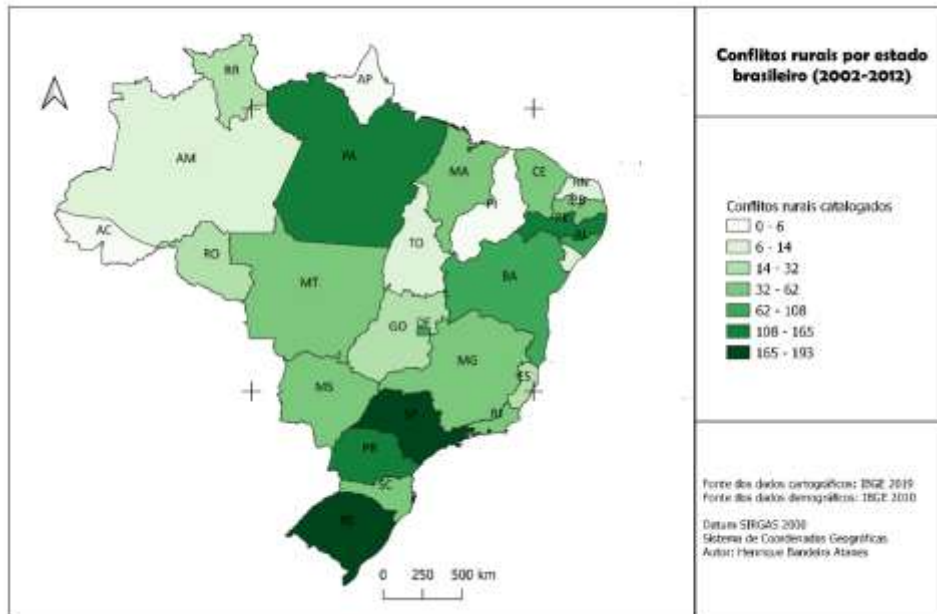 Conflitos rurais por estado
brasileiro (2002-2012)
RR
AP
AM
PA
MA
CE
RN
PB
PI
PE
AL
AC
TO
RO
BA
MT
GO
DF
MG
ES
MS
SP
RJ
PR
SC
RS
Conflitos rurais catalogados
0 - 6
6 - 14
14 - 32
32 - 62
62 - 108
108 - 165
165 - 193
0 250 500 km
Fonte dos dados cartográficos: IBGE 2019
Fonte dos dados demográficos: IBGE 2010
Datum SIRGAS 2000
Sistema de Coordenadas Geográficas
Autor: Henrique Bandeira